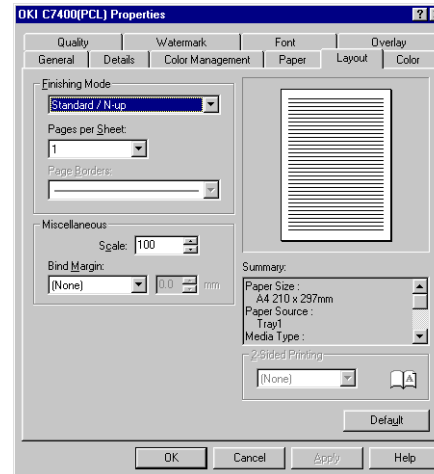 OKI C7400(PCL) Properties
Quality Watermark Font Overlay
General Details Color Management Paper Layout Color
Finishing Mode
Standard / N-up
Pages per Sheet:
1
Page Borders:
Miscellaneous
Scale: 100
Bind Margin:
(None) 0.0 mm
Summary:
Paper Size :
A4 210 x 297mm
Paper Source :
Tray1
Media Type :
2-Sided Printing
(None) A
Default
OK Cancel Apply Help